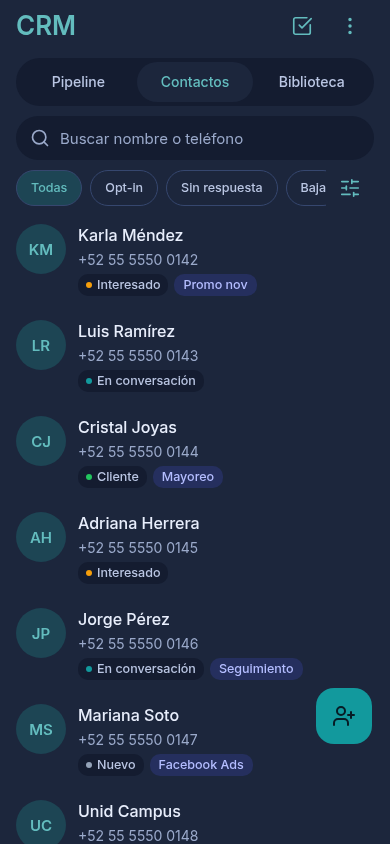 CRM
Pipeline
Contactos
Biblioteca
Buscar nombre o teléfono
Todas
Opt-in
Sin respuesta
Baja
KM
Karla Méndez
+52 55 5550 0142
Interesado
Promo nov
LR
Luis Ramírez
+52 55 5550 0143
En conversación
CJ
Cristal Joyas
+52 55 5550 0144
Cliente
Mayoreo
AH
Adriana Herrera
+52 55 5550 0145
Interesado
JP
Jorge Pérez
+52 55 5550 0146
En conversación
Seguimiento
MS
Mariana Soto
+52 55 5550 0147
Nuevo
Facebook Ads
UC
Unid Campus
+52 55 5550 0148